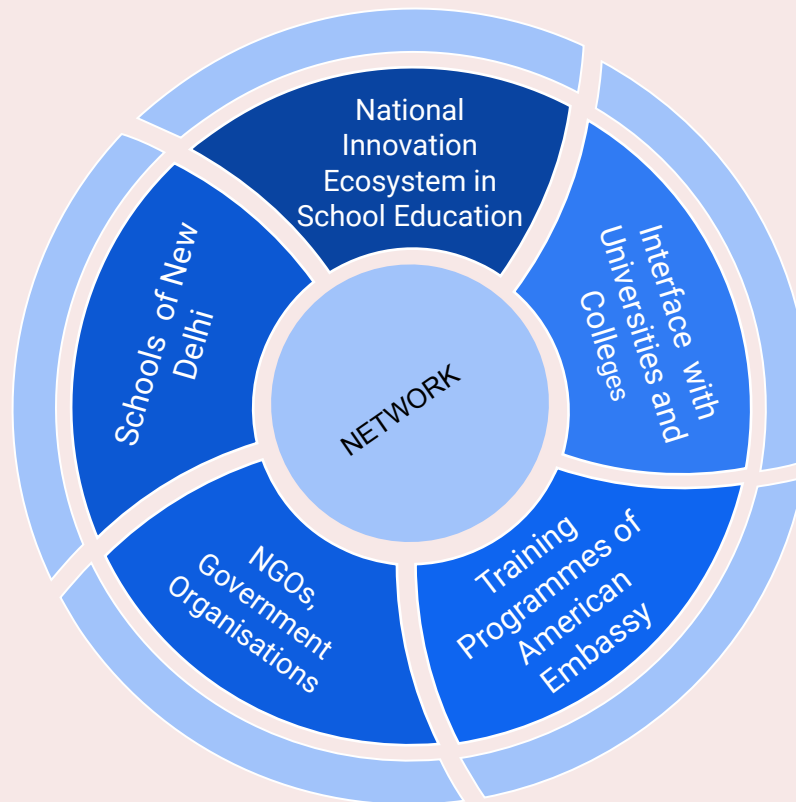 National
Innovation
Ecosystem in
School Education
Interface with
Universities and
Colleges
Training
Programmes of
American
Embassy
NGOs,
Government
Organisations
Schools of New
Delhi
NETWORK